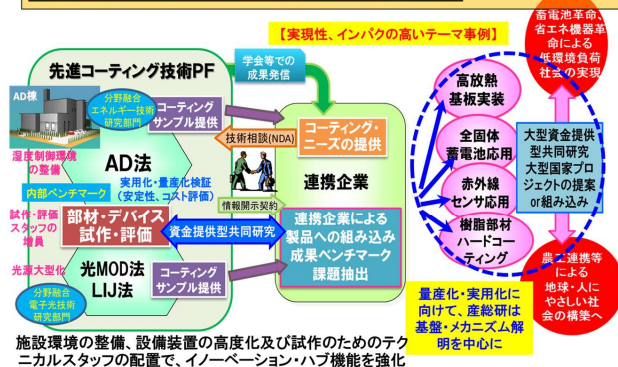 【実現性、インパクの高いテーマ事例】
蓄電池革命、
省エネ機器革
命による
低環境負荷
社会の実現
先進コーティング技術PF
学会等での
成果発信
AD棟
分野融合
エネルギー技術
研究部門
コーティング
サンプル提供
湿度制御環境
の整備
AD法
技術相談(NDA)
コーティング・
ニーズの提供
連携企業
内部ベンチマーク
実用化・量産化検証
(安定性、コスト評価)
試作・評価
スタッフの
増員
部材・デバイス
試作・評価
情報開示契約
資金提供型共同研究
連携企業による
製品への組み込み
成果ベンチマーク
課題抽出
光源大型化
光MOD法
LIJ法
コーティング
サンプル提供
分野融合
電子光技術
研究部門
高放熱
基板実装
全固体
蓄電池応用
赤外線
センサ応用
樹脂部材
ハードコー
ティング
大型資金提供
型共同研究
大型国家プロ
ジェクトの提案
or組み込み
農工連携等
による
地球・人に
やさしい社
会の構築へ
量産化・実用化に
向けて、産総研は
基盤・メカニズム解
明を中心に
施設環境の整備、設備装置の高度化及び試作のためのテク
ニカルスタッフの配置で、イノーベーション・ハブ機能を強化